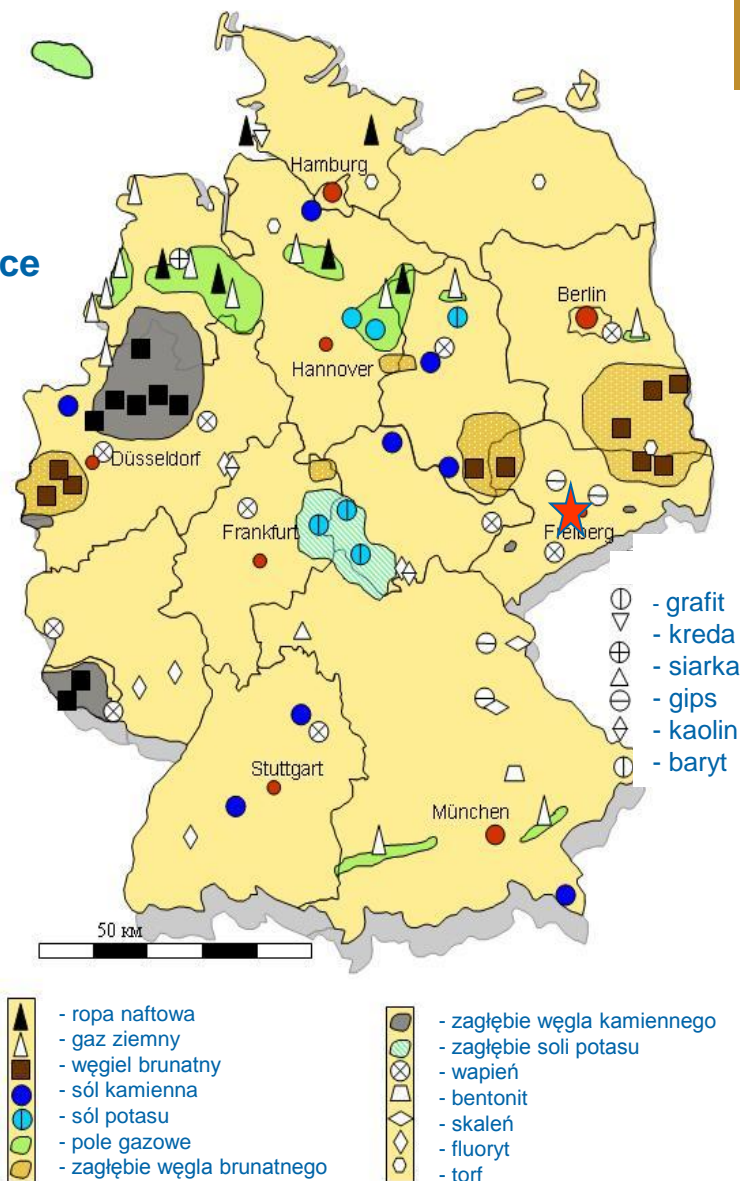 Hamburg
ce
Berlin
Hannover
Düsseldorf
Frankfurt
Freiberg
- grafit
- kreda
- siarka
- gips
- kaolin
- baryt
Stuttgart
München
50 км
- ropa naftowa
- gaz ziemny
- węgiel brunatny
- sól kamienna
- sól potasu
- pole gazowe
- zagłębie węgla brunatnego
- zagłębie węgla kamiennego
- zagłębie soli potasu
- wapień
- bentonit
- skaleń
- fluoryt
- torf